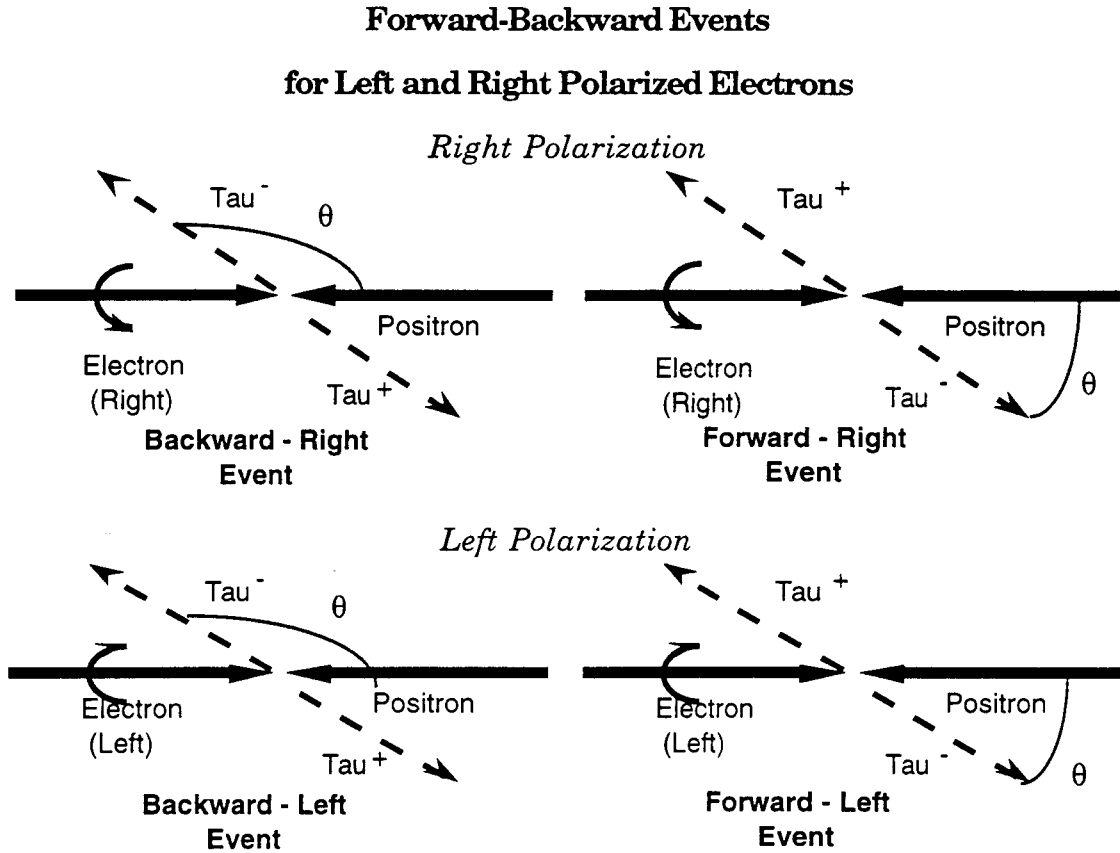 Forward-Backward Events
for Left and Right Polarized Electrons
Right Polarization
Tau -
θ
Positron
Electron
(Right)
Tau +
Backward - Right
Event
Tau +
Positron
Electron
(Right)
Tau -
θ
Forward - Right
Event
Left Polarization
Tau -
θ
Electron
(Left)
Positron
Tau +
Backward - Left
Event
Tau +
Electron
(Left)
Positron
Tau -
θ
Forward - Left
Event